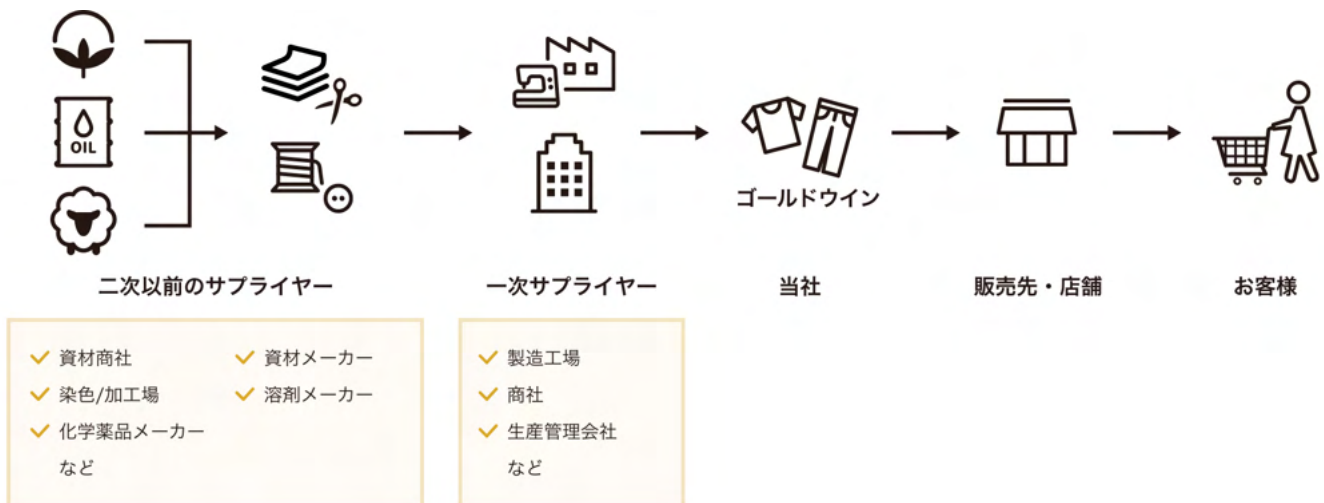 OIL
ゴールドウイン
二次以前のサプライヤー
一次サプライヤー
当社
販売先・店舗
お客様
資材商社
資材メーカー
染色/加工場
溶剤メーカー
化学薬品メーカー
など
製造工場
商社
生産管理会社
など